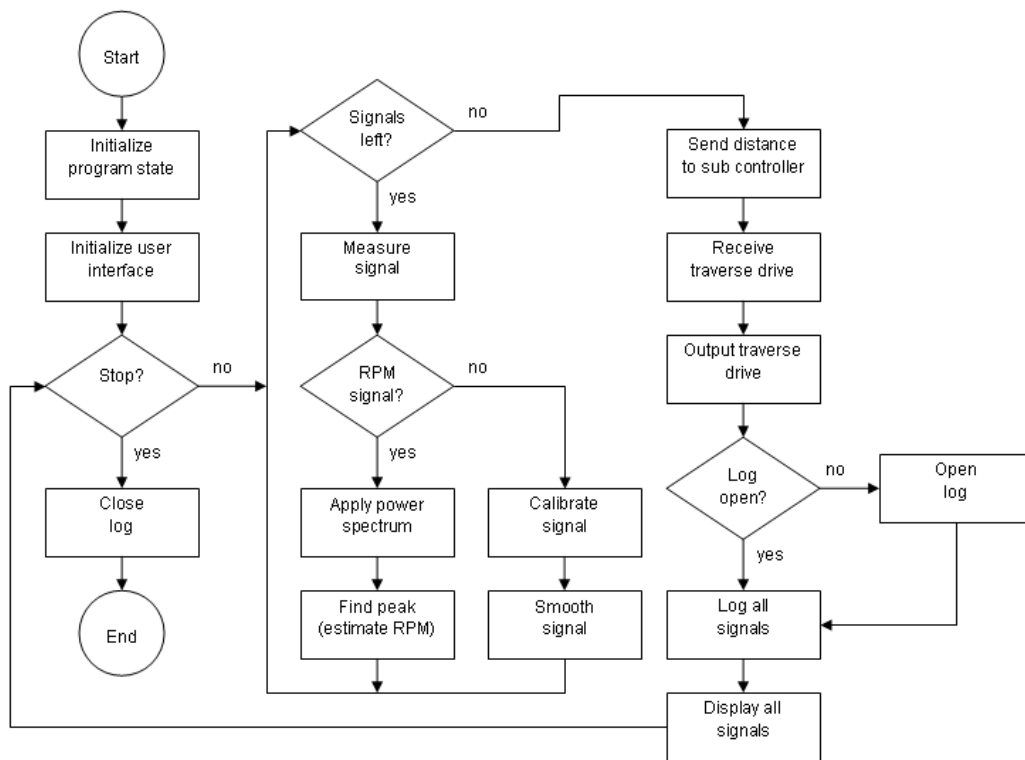 Start
Initialize
program state
Initialize user
interface
Stop?
no
yes
Close
log
End
Signals
left?
no
yes
Measure
signal
RPM
signal?
no
yes
Apply power
spectrum
Find peak
(estimate RPM)
Calibrate
signal
Smooth
signal
Send distance
to sub controller
Receive
traverse drive
Output traverse
drive
Log
open?
no
yes
Open
log
Log all
signals
Display all
signals